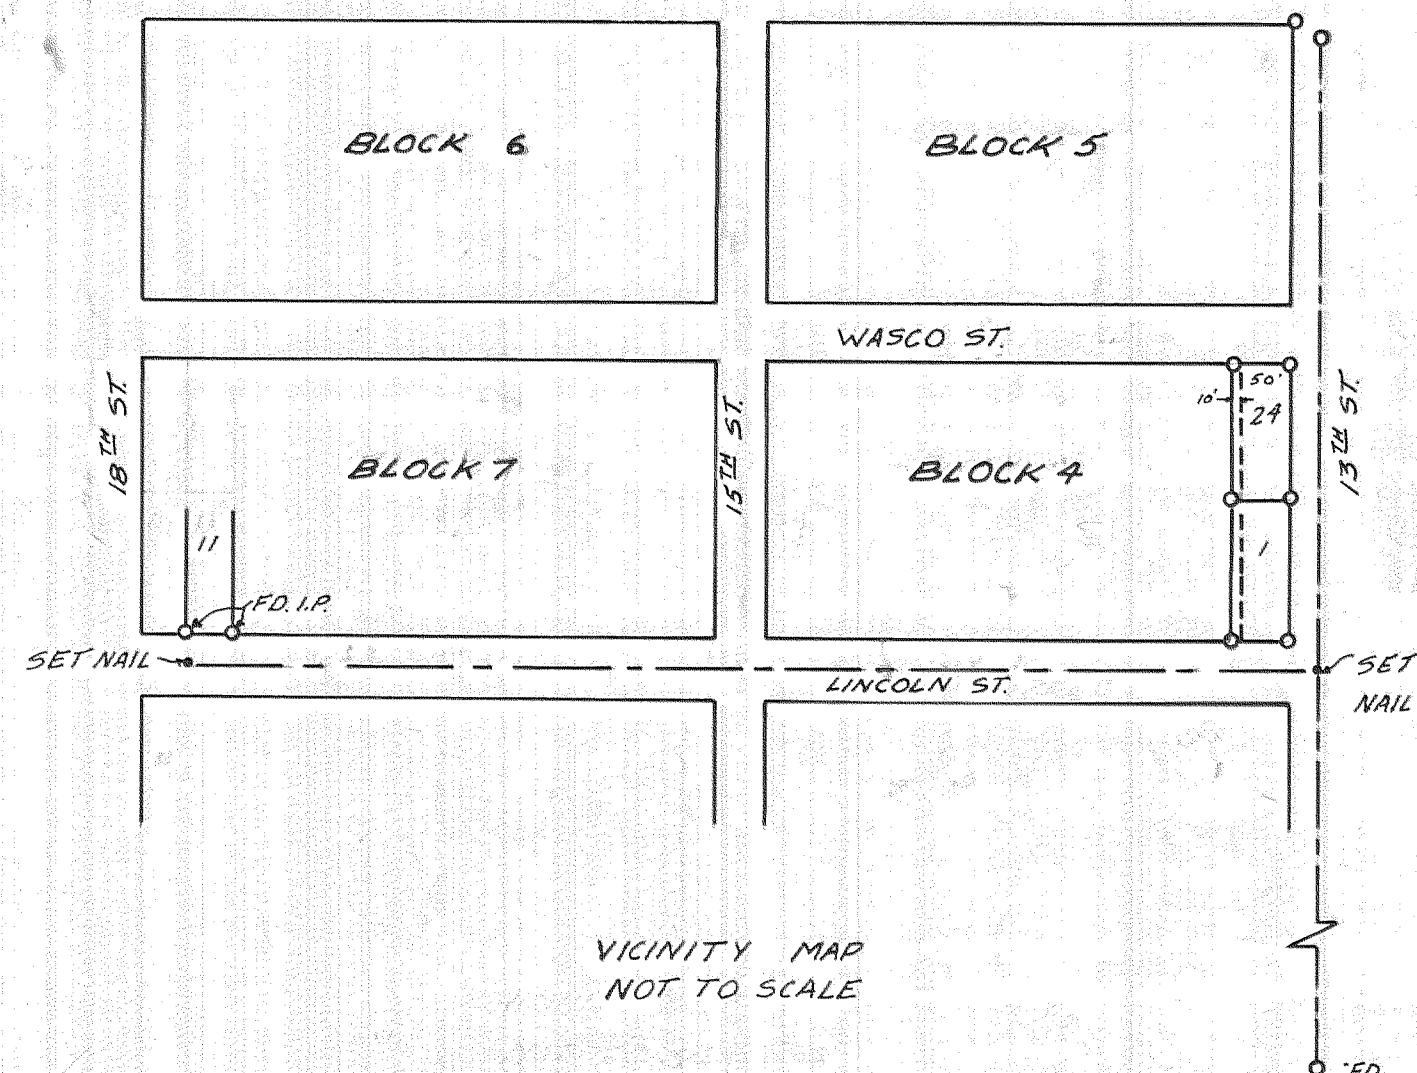 BLOCK 6
BLOCK 5
WASCO ST.
18TH ST.
BLOCK 7
15TH ST.
BLOCK 4
50'
10'
24
13TH ST.
11
1
FD. I.P.
SET NAIL
LINCOLN ST.
SET
NAIL
VICINITY MAP
NOT TO SCALE
FD.